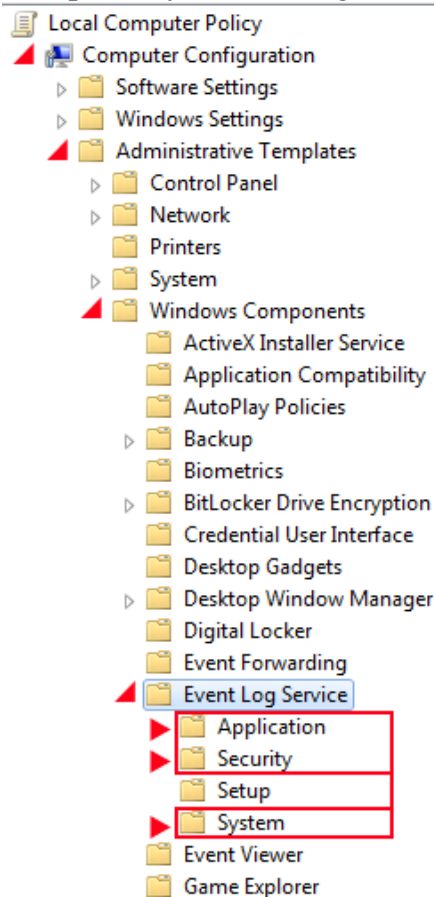 Local Computer Policy
Computer Configuration
Software Settings
Windows Settings
Administrative Templates
Control Panel
Network
Printers
System
Windows Components
ActiveX Installer Service
Application Compatibility
AutoPlay Policies
Backup
Biometrics
BitLocker Drive Encryption
Credential User Interface
Desktop Gadgets
Desktop Window Manager
Digital Locker
Event Forwarding
Event Log Service
Application
Security
Setup
System
Event Viewer
Game Explorer